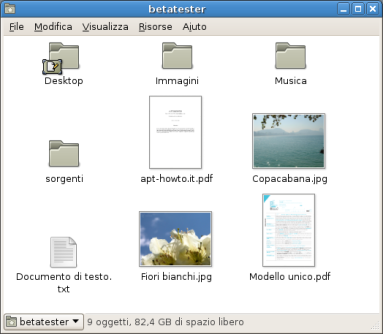 betatester
File Modifica Visualizza Risorse Aiuto
Desktop Immagini Musica
sorgenti apt-howto.it.pdf Copacabana.jpg
Documento di testo.txt Fiori bianchi.jpg Modello unico.pdf
betatester 9 oggetti, 82,4 GB di spazio libero